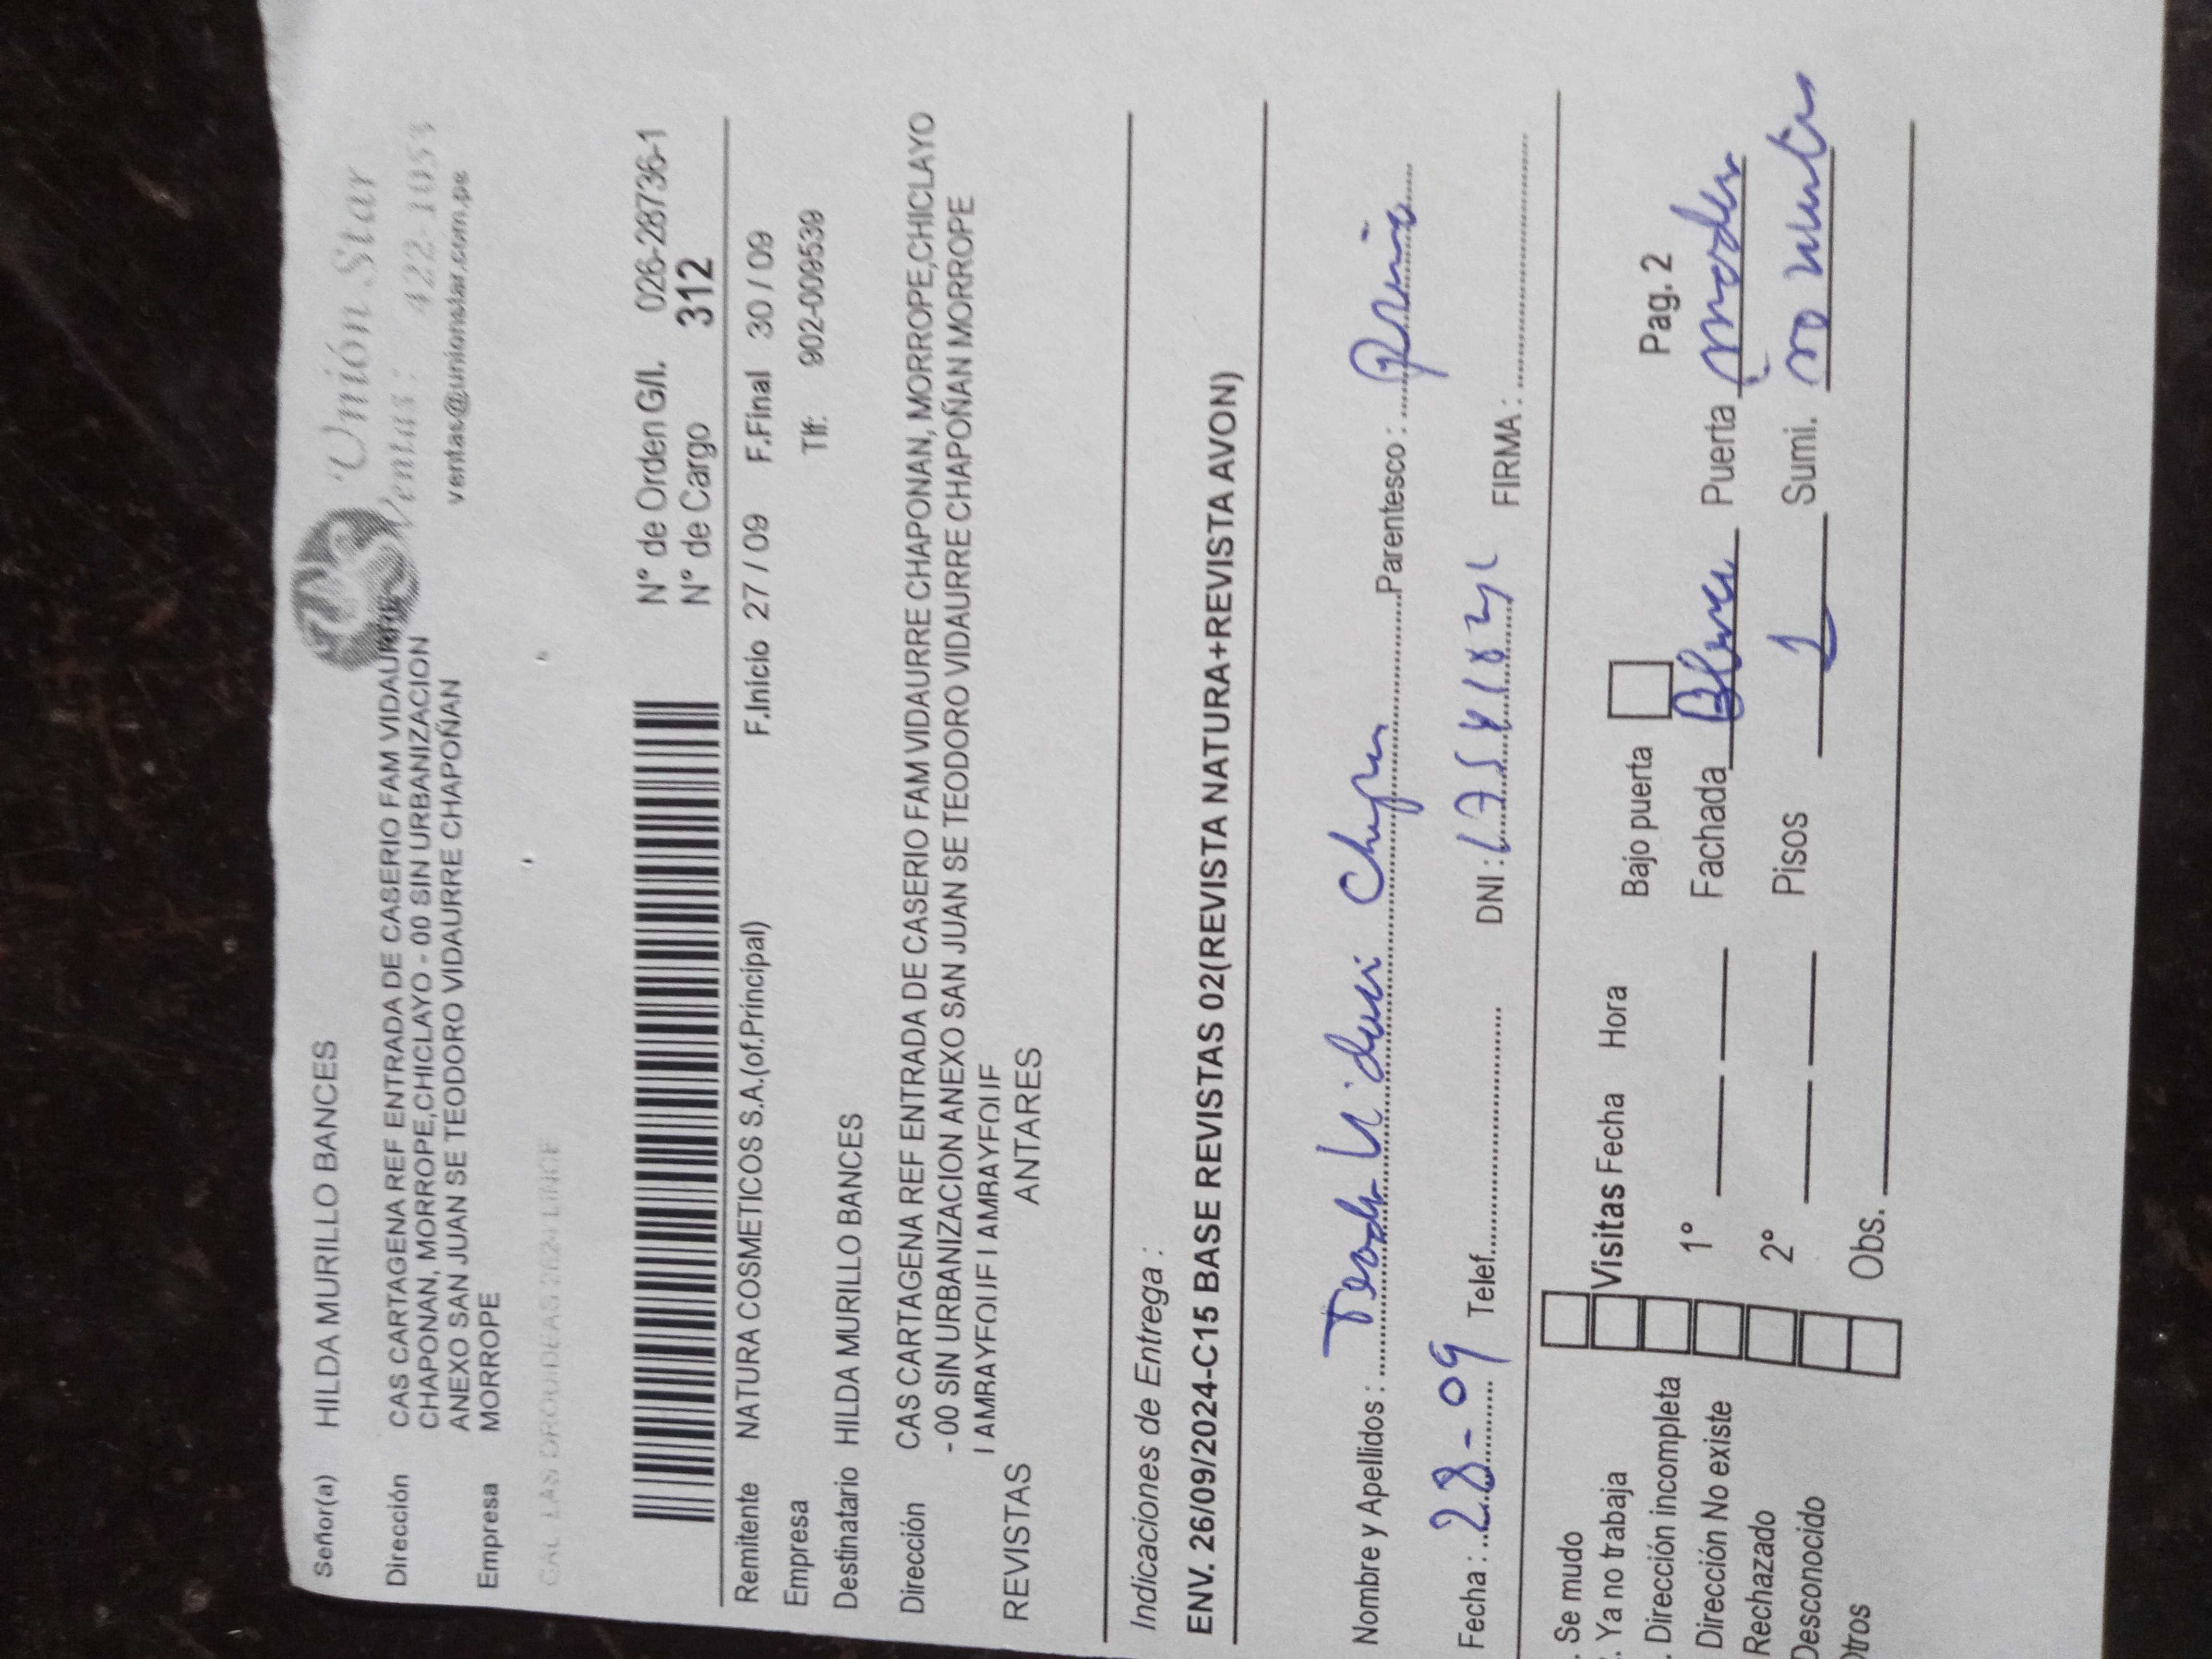 Unión Star
Ventas : 422-1053
ventas@unionstar.com.pe
Señor(a) HILDA MURILLO BANCES
Dirección CAS CARTAGENA REF ENTRADA DE CASERIO FAM VIDAURRE
CHAPONAN, MORROPE,CHICLAYO - 00 SIN URBANIZACION
ANEXO SAN JUAN SE TEODORO VIDAURRE CHAPOÑAN
Empresa MORROPE
CAL LAS ORQUIDEAS LINCE
N° de Orden G/I. 026-28736-1
N° de Cargo 312
Remitente NATURA COSMETICOS S.A.(of.Principal) F.Inicio 27 / 09 F.Final 30 / 09
Empresa Tlf: 902-009539
Destinatario HILDA MURILLO BANCES
Dirección CAS CARTAGENA REF ENTRADA DE CASERIO FAM VIDAURRE CHAPONAN, MORROPE,CHICLAYO
- 00 SIN URBANIZACION ANEXO SAN JUAN SE TEODORO VIDAURRE CHAPOÑAN MORROPE
REVISTAS ANTARES
Indicaciones de Entrega :
ENV. 26/09/2024-C15 BASE REVISTAS 02(REVISTA NATURA+REVISTA AVON)
Nombre y Apellidos : Parentesco :
Fecha : 28-09 Telef. DNI : FIRMA :
Se mudo
Ya no trabaja Visitas Fecha Hora Bajo puerta Pag. 2
Dirección incompleta
Dirección No existe 1° Fachada Puerta
Rechazado
Desconocido 2° Pisos 1 Sumi.
Otros Obs.